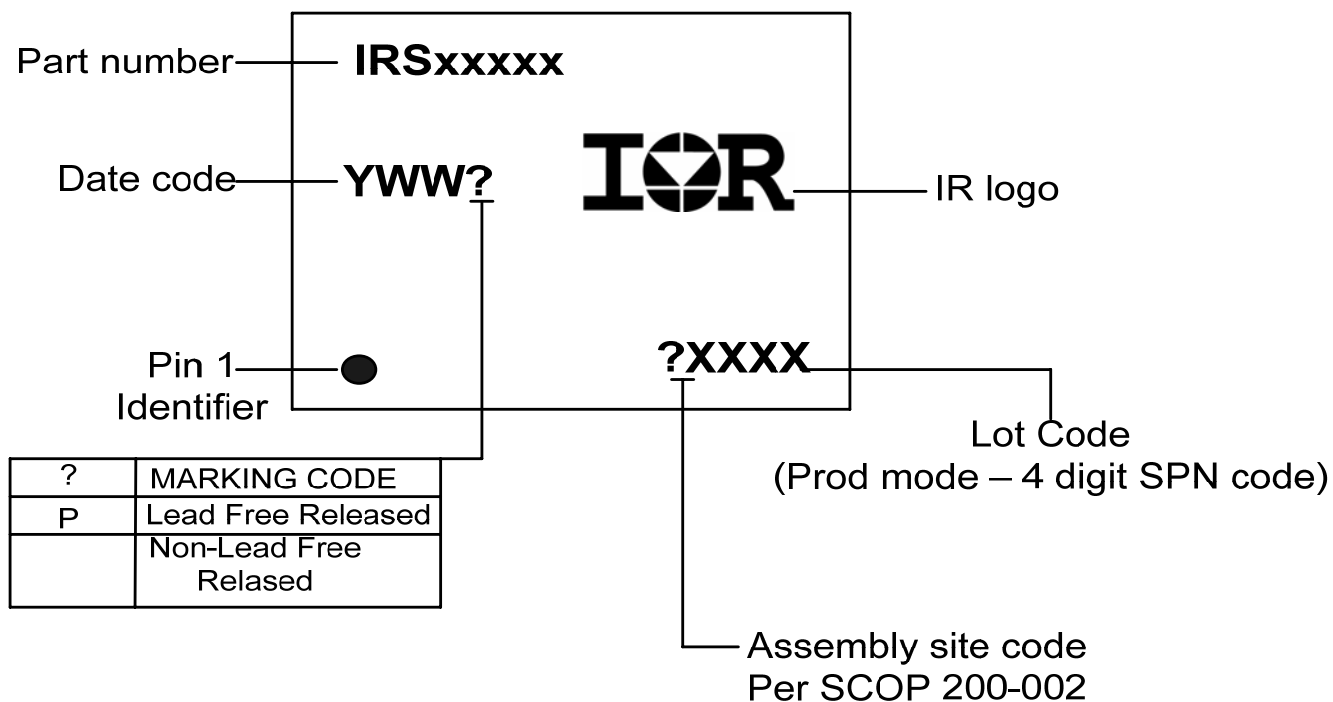 Part number
IRSxxxxx
Date code
YWW?
IOR
IR logo
Pin 1
Identifier
?XXXX
Lot Code
(Prod mode – 4 digit SPN code)
? MARKING CODE
P Lead Free Released
Non-Lead Free
Relased
Assembly site code
Per SCOP 200-002